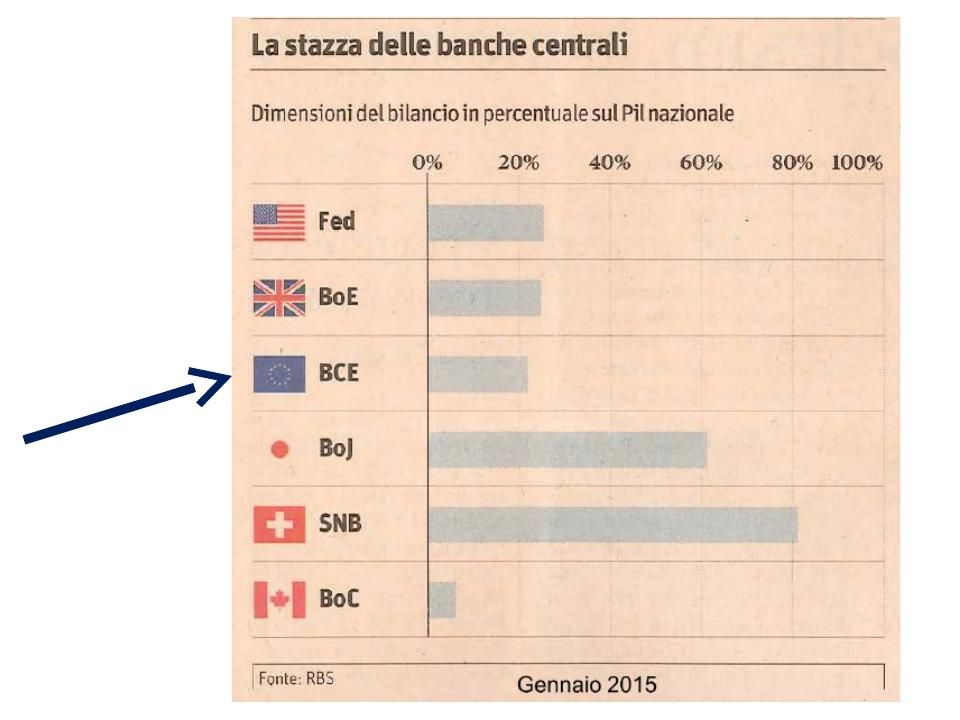 La stazza delle banche centrali
Dimensioni del bilancio in percentuale sul Pil nazionale
0% 20% 40% 60% 80% 100%
Fed
BoE
BCE
BoJ
SNB
BoC
Fonte: RBS
Gennaio 2015